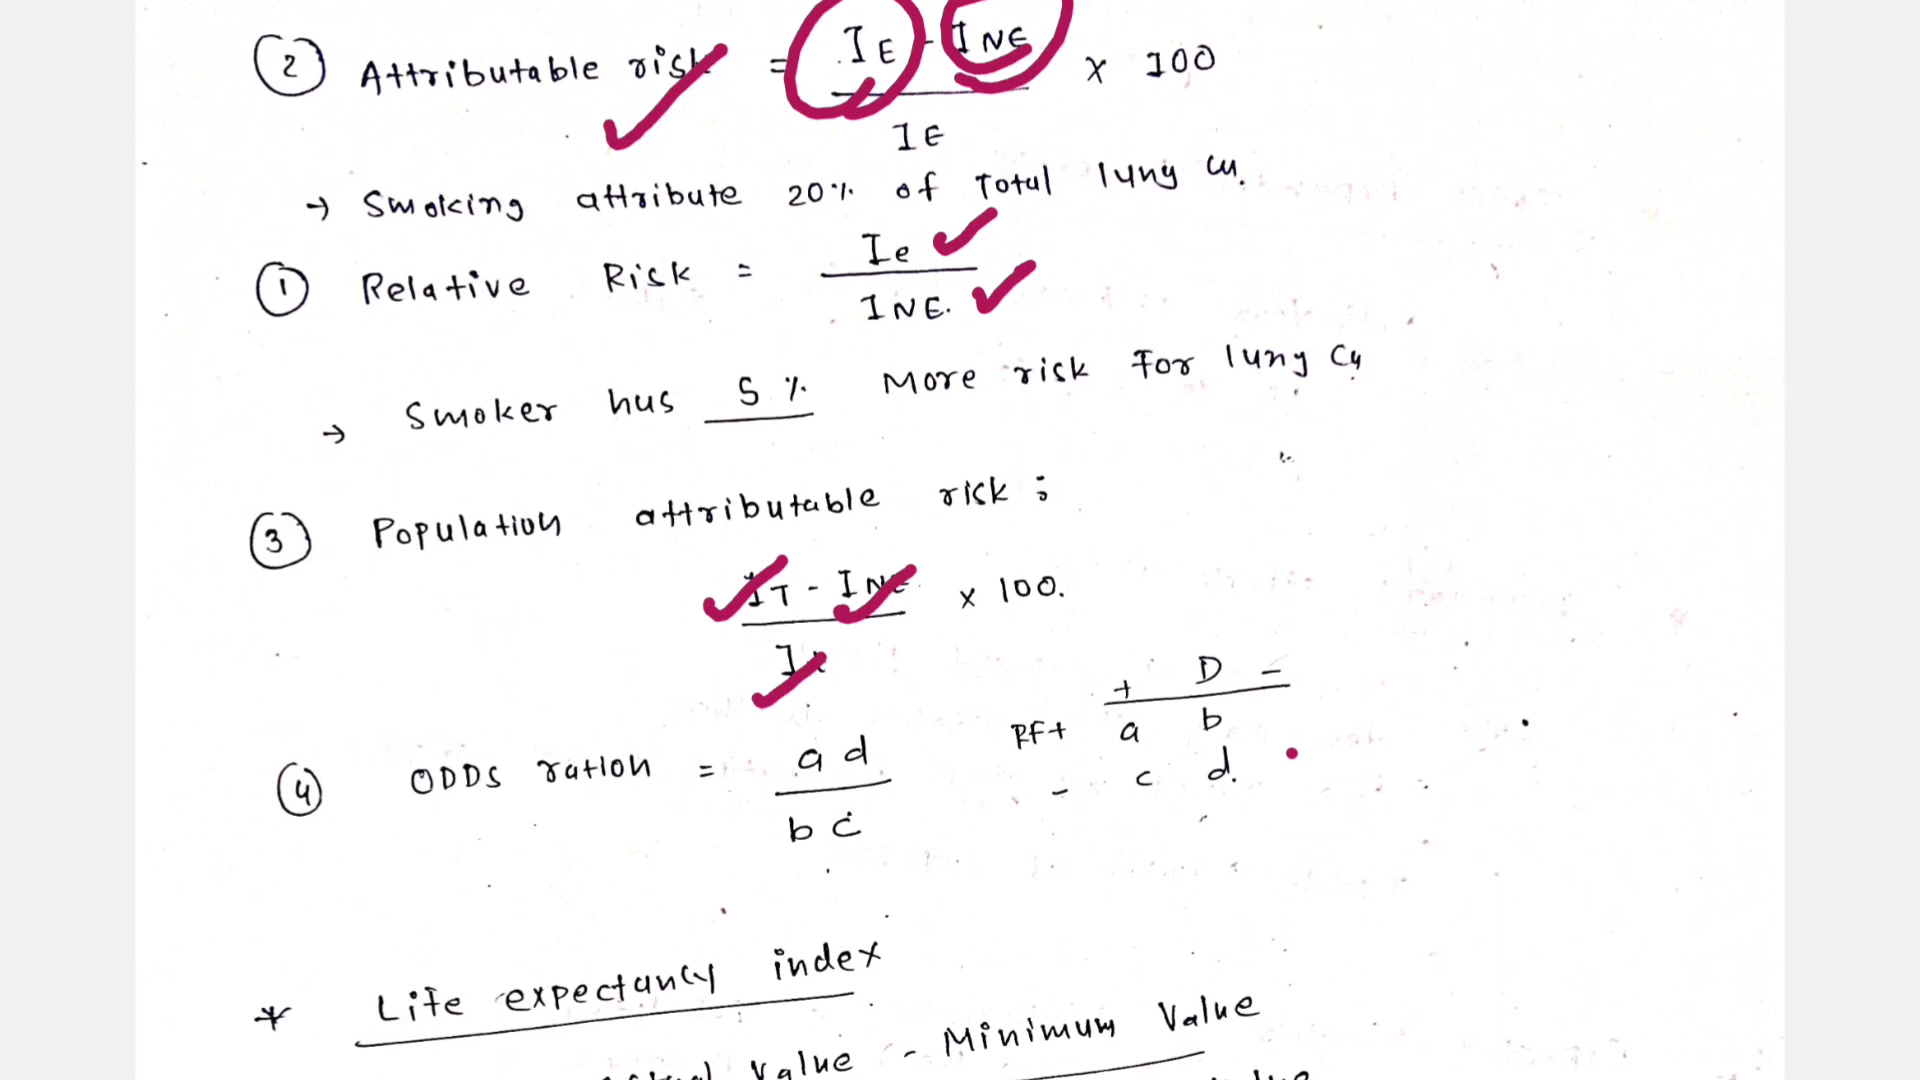 ② Attributable risk = IE - INE × 100
IE
→ Smoking attribute 20% of Total lung ca.
① Relative Risk = Ie
INE.
→ Smoker has 5 % More risk For lung Ca
③ Population attributable risk :
IT - INE × 100.
④ ODDs ration = ad
bc
+ D -
RF+ a b
- c d.
* Life expectancy index
Value - Minimum Value